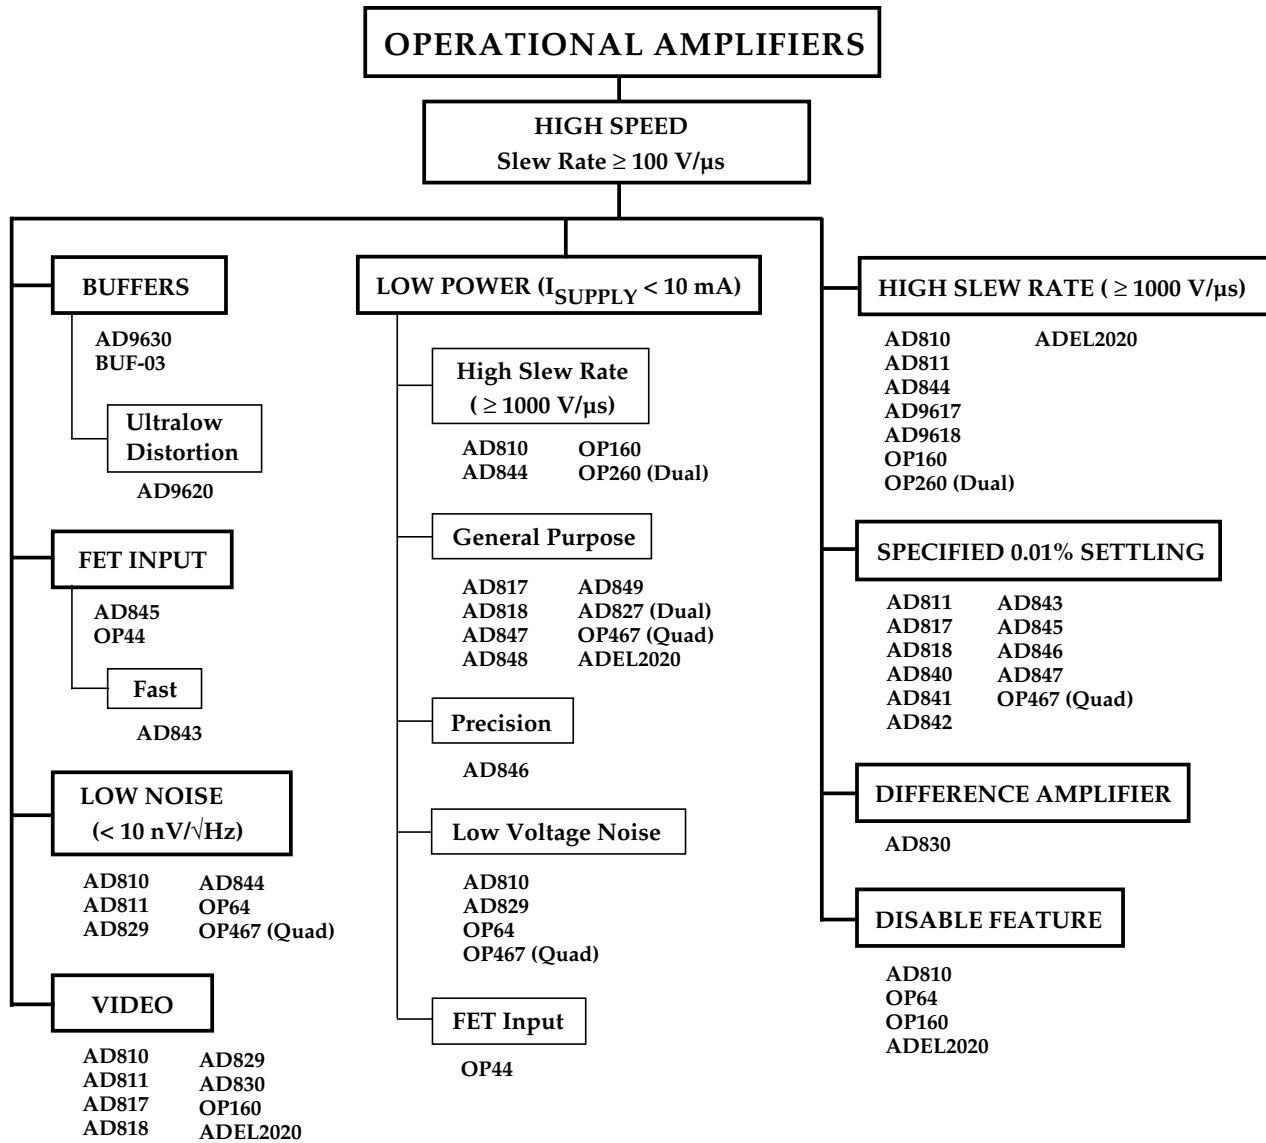 OPERATIONAL AMPLIFIERS
HIGH SPEED
Slew Rate ≥ 100 V/µs
BUFFERS
AD9630
BUF-03
Ultralow
Distortion
AD9620
FET INPUT
AD845
OP44
Fast
AD843
LOW NOISE
(< 10 nV/√Hz)
AD810 AD844
AD811 OP64
AD829 OP467 (Quad)
VIDEO
AD810 AD829
AD811 AD830
AD817 OP160
AD818 ADEL2020
LOW POWER (I SUPPLY < 10 mA)
High Slew Rate
( ≥ 1000 V/µs)
AD810 OP160
AD844 OP260 (Dual)
General Purpose
AD817 AD849
AD818 AD827 (Dual)
AD847 OP467 (Quad)
AD848 ADEL2020
Precision
AD846
Low Voltage Noise
AD810
AD829
OP64
OP467 (Quad)
FET Input
OP44
HIGH SLEW RATE ( ≥ 1000 V/µs)
AD810 ADEL2020
AD811
AD844
AD9617
AD9618
OP160
OP260 (Dual)
SPECIFIED 0.01% SETTLING
AD811 AD843
AD817 AD845
AD818 AD846
AD840 AD847
AD841 OP467 (Quad)
AD842
DIFFERENCE AMPLIFIER
AD830
DISABLE FEATURE
AD810
OP64
OP160
ADEL2020